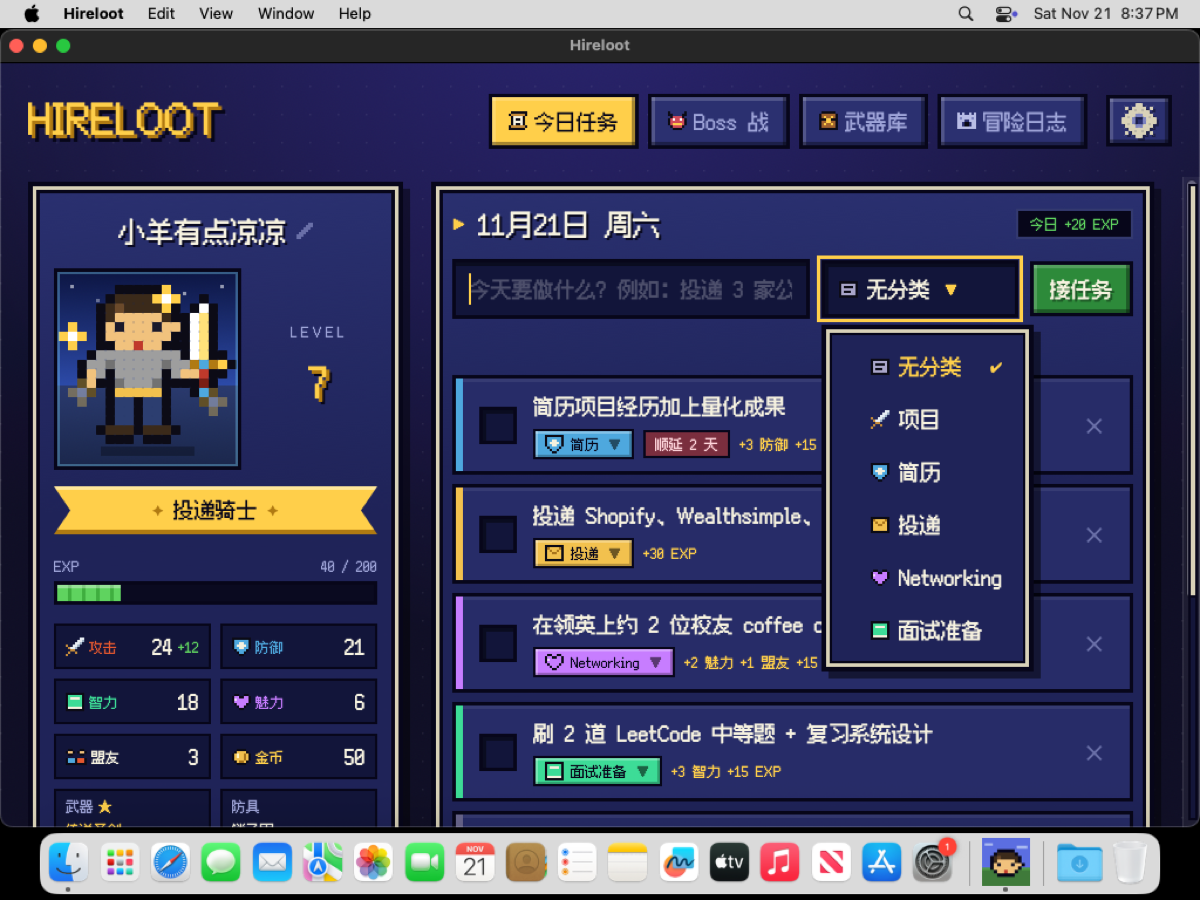 Hireloot Edit View Window Help Sat Nov 21 8:37 PM
Hireloot
HIRELOOT
今日任务 Boss 战 武器库 冒险日志
小羊有点凉凉
LEVEL
7
投递骑士
EXP 40 / 200
攻击 24 +12 防御 21
智力 18 魅力 6
盟友 3 金币 50
武器 防具
11月21日 周六
今日 +20 EXP
今天要做什么? 例如: 投递 3 家公
无分类
接任务
无分类
项目
简历
投递
Networking
面试准备
简历项目经历加上量化成果
简历 顺延 2 天 +3 防御 +15
投递 Shopify、Wealthsimple、
投递 +30 EXP
在领英上约 2 位校友 coffee c
Networking +2 魅力 +1 盟友 +15
刷 2 道 LeetCode 中等题 + 复习系统设计
面试准备 +3 智力 +15 EXP
NOV
21
tv
1